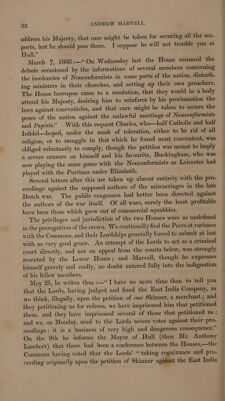 32 ANDREW MARVELL.
address his Majesty, that care might be taken for securing all the sea-
ports, lest he should pass there. I suppose he will not trouble you at
Hull."
March 7, 1668:—"On Wednesday last the House resumed the
debate occasioned by the informations of several members concerning
the insolencies of Nonconformists in some parts of the nation, disturb-
ing ministers in their churches, and setting up their own preachers.
The House hereupon came to a resolution, that they would in a body
attend his Majesty, desiring him to reinforce by his proclamation the
laws against conventicles, and that care might be taken to secure the
peace of the nation against the unlawful meetings of Nonconformists
and Papists." With this request Charles, who—half Catholic and half
Infidel—hoped, under the mask of toleration, either to be rid of all
religion, or to smuggle in that which he found most convenient, was
obliged reluctantly to comply, though the petition was meant to imply
a severe censure on himself and his favourite, Buckingham, who was
now playing the same game with the Nonconformists as Leicester had
played with the Puritans under Elizabeth.
Several letters after this are taken up almost entirely with the pro-
ceedings against the supposed authors of the miscarriages in the late
Dutch war. The public vengeance had better been directed against
the authors of the war itself. Of all wars, surely the least profitable
have been those which grew out of commercial squabbles.
The privileges and jurisdiction of the two Houses were as undefined
as the prerogatives of the crown. We continually find the Peers at variance
with the Commons, and their Lordships generally forced to submit at last
with no very good grace. An attempt of the Lords to act as a criminal
court directly, and not on appeal from the courts below, was strongly
resented by the Lower House; and Marvell, though he expresses
himself gravely and coolly, no doubt entered fully into the indignation
of his fellow members.
May 25, he writes thus:—"I have no more time than to tell you
that the Lords, having judged and fined the East India Company, as
we think, illegally, upon the petition of one Skinner, a merchant; and
they petitioning us for redress, we have imprisoned him that petitioned
them, and they have imprisoned several of those that petitioned us;
and we, on Monday, send to the Lords severe votes against their pro-
ceedings: it is a business of very high and dangerous consequence."
On the 9th he informs the Mayor of Hull (then Mr. Anthony
Lambert) that there had been a conference between the Houses,—the
Commons having voted that the Lords' "taking cognizance and pro-
ceeding originally upon the petition of Skinner against the East India